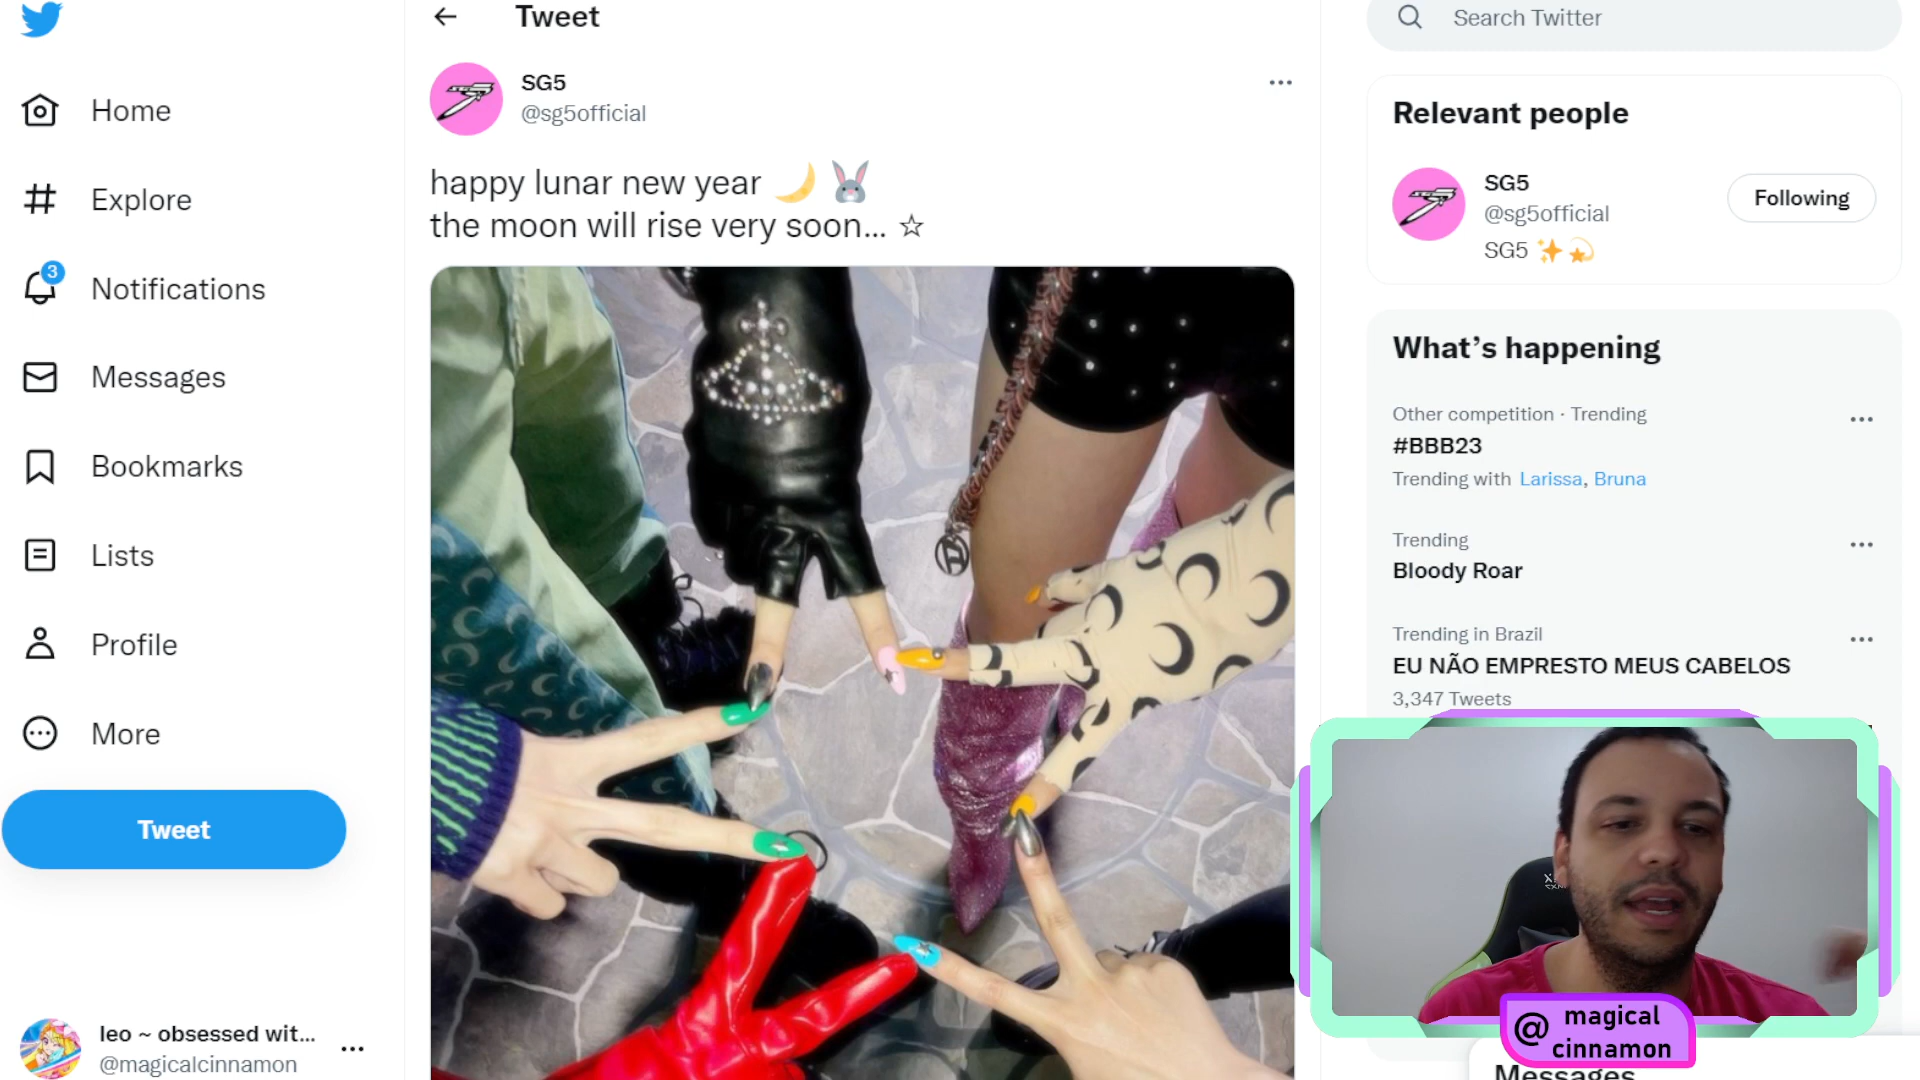 Tweet
SG5
@sg5official
happy lunar new year 🌙 🐰
the moon will rise very soon... ☆
Home
Explore
3
Notifications
Messages
Bookmarks
Lists
Profile
More
Tweet
leo ~ obsessed wit...
@magicalcinnamon
Search Twitter
Relevant people
SG5
@sg5official
Following
SG5 ✨💫
What's happening
Other competition · Trending
#BBB23
Trending with Larissa, Bruna
Trending
Bloody Roar
Trending in Brazil
EU NÃO EMPRESTO MEUS CABELOS
3,347 Tweets
@ magical
cinnamon
Messages